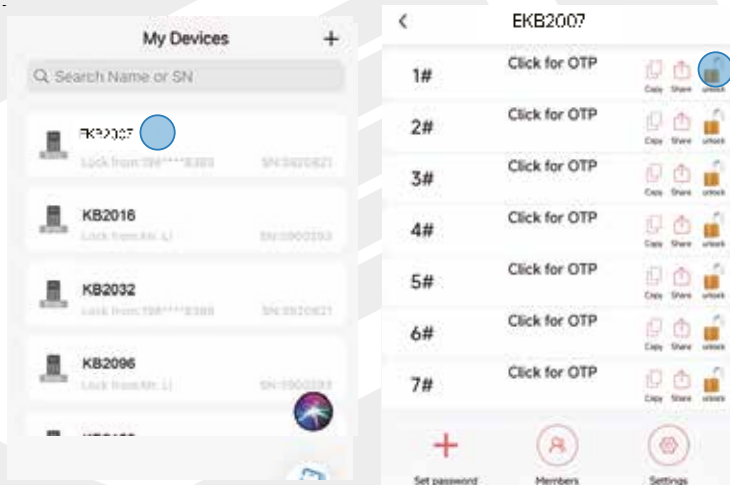 My Devices
+
Search Name or SN
EKB2007
KB2016
KB2032
KB2096
EKB2007
1#
Click for OTP
Copy Share unlock
2#
Click for OTP
Copy Share unlock
3#
Click for OTP
Copy Share unlock
4#
Click for OTP
Copy Share unlock
5#
Click for OTP
Copy Share unlock
6#
Click for OTP
Copy Share unlock
7#
Click for OTP
Copy Share unlock
Set password Members Settings